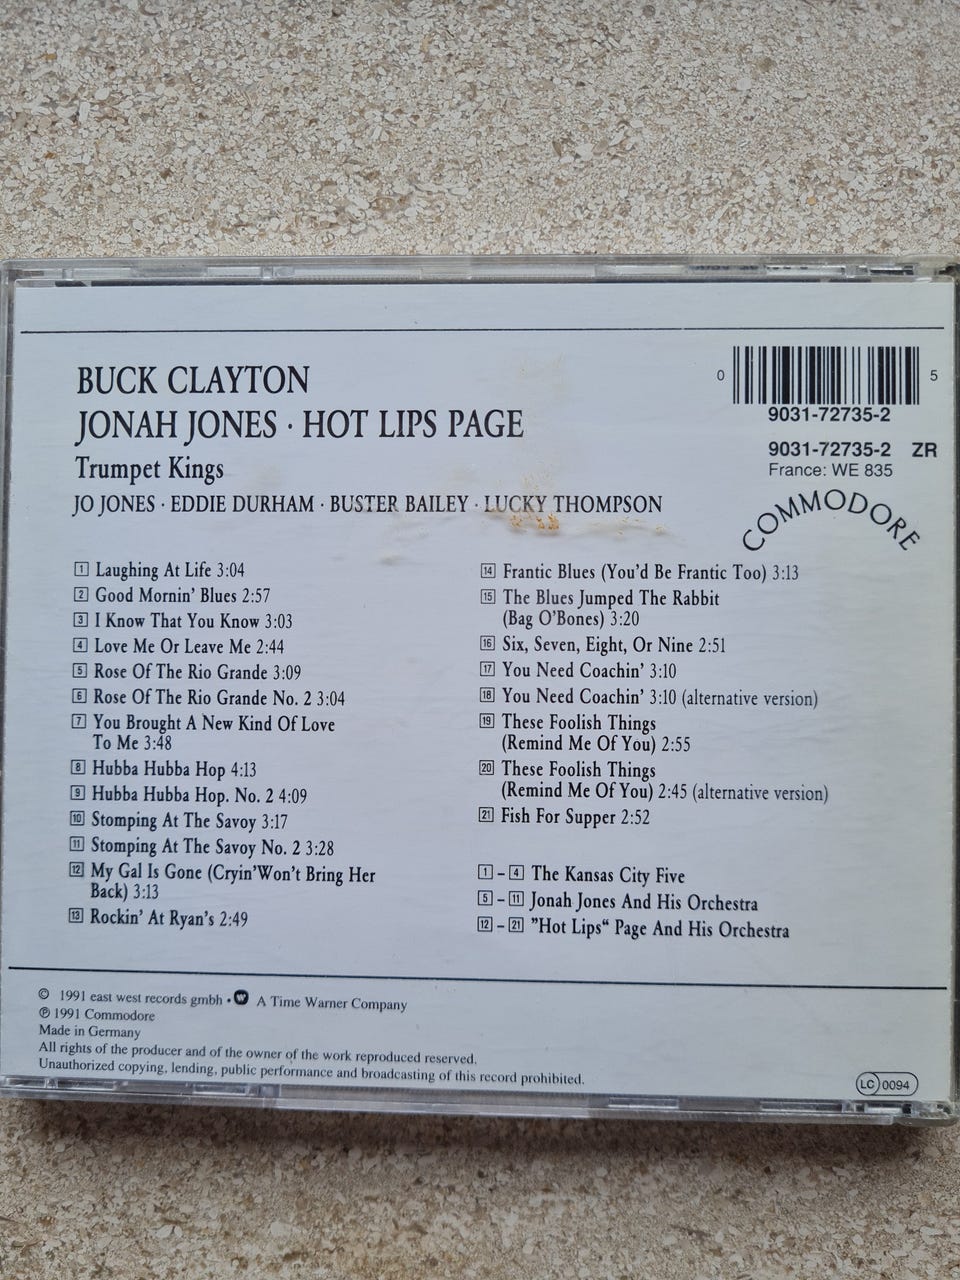 BUCK CLAYTON
JONAH JONES · HOT LIPS PAGE
Trumpet Kings
JO JONES · EDDIE DURHAM · BUSTER BAILEY · LUCKY THOMPSON
0 5
9031-72735-2
9031-72735-2 ZR
France: WE 835
COMMODORE
1 Laughing At Life 3:04
2 Good Mornin' Blues 2:57
3 I Know That You Know 3:03
4 Love Me Or Leave Me 2:44
5 Rose Of The Rio Grande 3:09
6 Rose Of The Rio Grande No. 2 3:04
7 You Brought A New Kind Of Love
To Me 3:48
8 Hubba Hubba Hop 4:13
9 Hubba Hubba Hop. No. 2 4:09
10 Stomping At The Savoy 3:17
11 Stomping At The Savoy No. 2 3:28
12 My Gal Is Gone (Cryin'Won't Bring Her
Back) 3:13
13 Rockin' At Ryan's 2:49
14 Frantic Blues (You'd Be Frantic Too) 3:13
15 The Blues Jumped The Rabbit
(Bag O'Bones) 3:20
16 Six, Seven, Eight, Or Nine 2:51
17 You Need Coachin' 3:10
18 You Need Coachin' 3:10 (alternative version)
19 These Foolish Things
(Remind Me Of You) 2:55
20 These Foolish Things
(Remind Me Of You) 2:45 (alternative version)
21 Fish For Supper 2:52
1 – 4 The Kansas City Five
5 – 11 Jonah Jones And His Orchestra
12 – 21 "Hot Lips“ Page And His Orchestra
© 1991 east west records gmbh • A Time Warner Company
℗ 1991 Commodore
Made in Germany
All rights of the producer and of the owner of the work reproduced reserved.
Unauthorized copying, lending, public performance and broadcasting of this record prohibited.
LC 0094